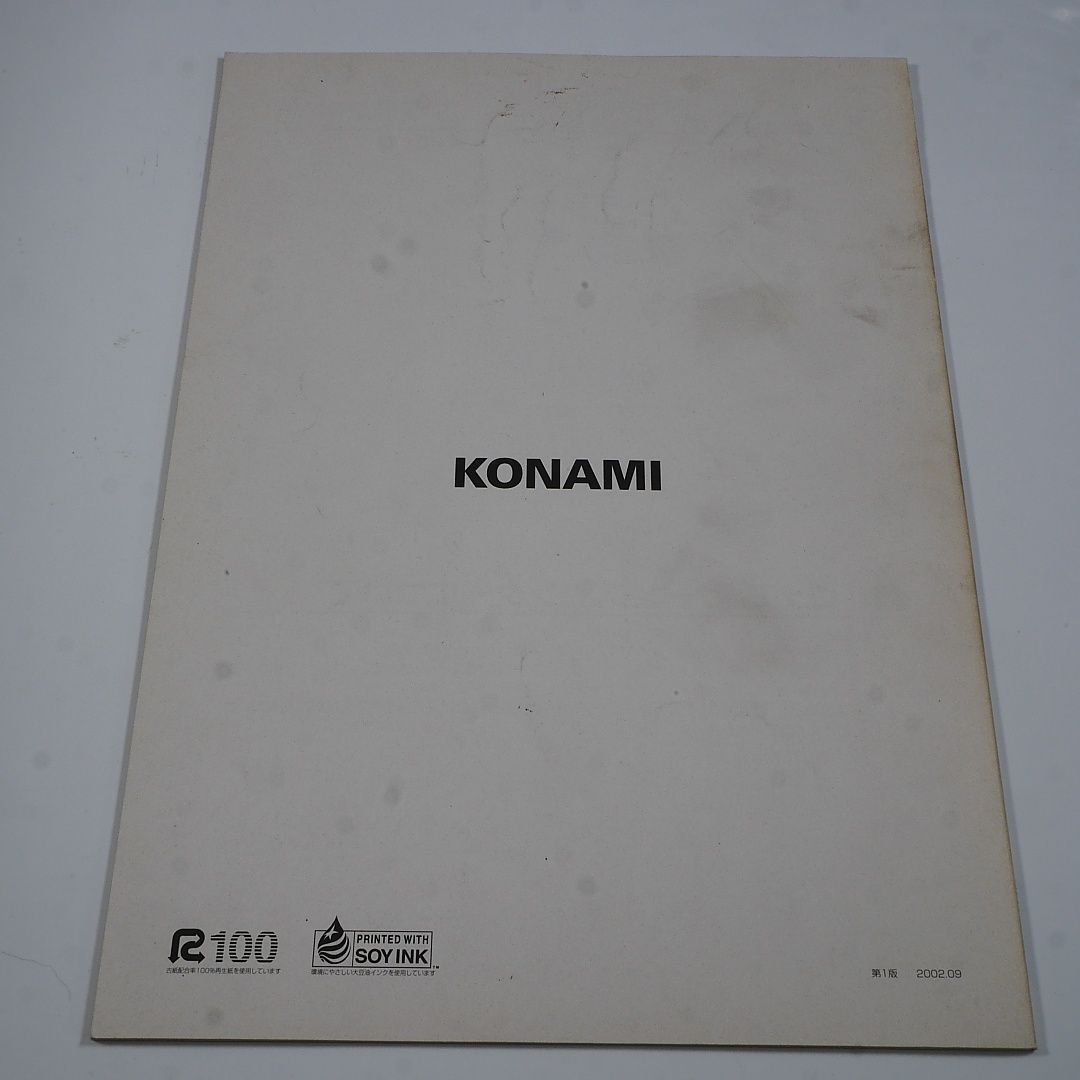 KONAMI
R100
古紙配合率100%再生紙を使用しています
PRINTED WITH
SOY INK™
環境にやさしい大豆油インクを使用しています
第1版 2002.09